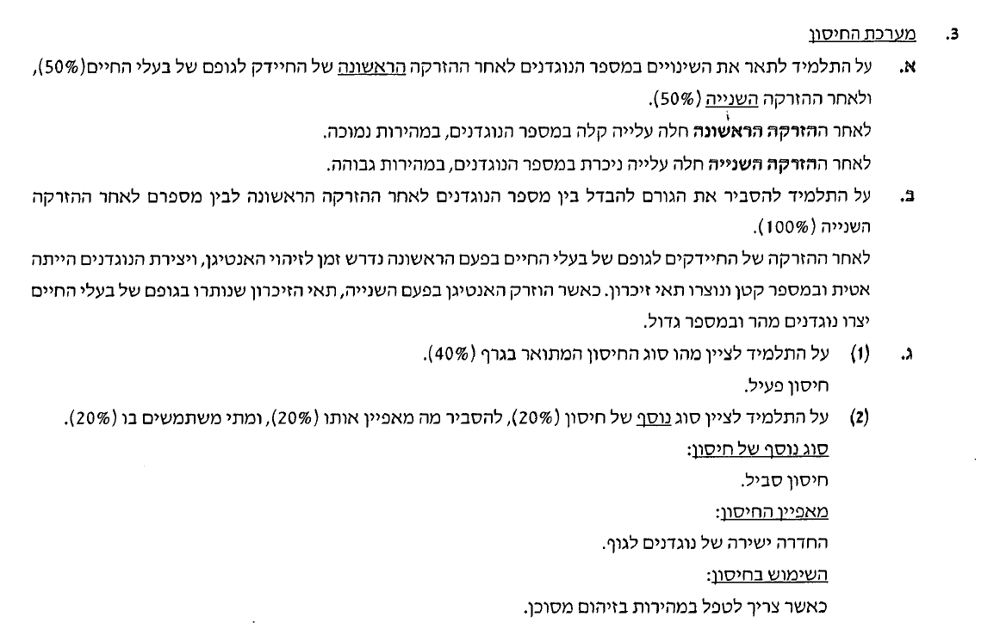 3. מערכת החיסון
א. על התלמיד לתאר את השינויים במספר הנוגדנים לאחר ההזרקה הראשונה של החיידק לגופם של בעלי החיים (50%),
ולאחר ההזרקה השנייה (50%).
לאחר ההזרקה הראשונה חלה עלייה קלה במספר הנוגדנים, במהירות נמוכה.
לאחר ההזרקה השנייה חלה עלייה ניכרת במספר הנוגדנים, במהירות גבוהה.
ב. על התלמיד להסביר את הגורם להבדל בין מספר הנוגדנים לאחר ההזרקה הראשונה לבין מספרם לאחר ההזרקה
השנייה (100%).
לאחר ההזרקה של החיידקים לגופם של בעלי החיים בפעם הראשונה נדרש זמן לזיהוי האנטיגן, ויצירת הנוגדנים הייתה
אטית ובמספר קטן ונוצרו תאי זיכרון. כאשר הוזרק האנטיגן בפעם השנייה, תאי הזיכרון שנותרו בגופם של בעלי החיים
יצרו נוגדנים מהר ובמספר גדול.
ג. (1) על התלמיד לציין מהו סוג החיסון המתואר בגרף (40%).
חיסון פעיל.
(2) על התלמיד לציין סוג נוסף של חיסון (20%), להסביר מה מאפיין אותו (20%), ומתי משתמשים בו (20%).
סוג נוסף של חיסון:
חיסון סביל.
מאפיין החיסון:
החדרה ישירה של נוגדנים לגוף.
השימוש בחיסון:
כאשר צריך לטפל במהירות בזיהום מסוכן.